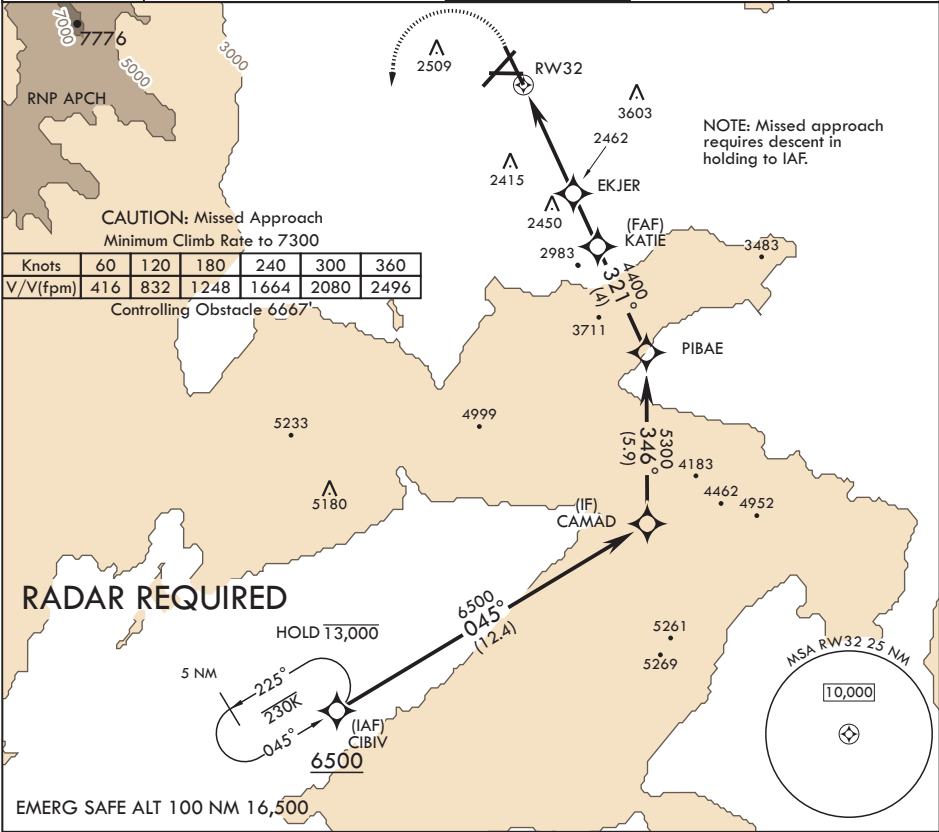 7000
7776
5000
3000
RNP APCH
2509
RW32
3603
NOTE: Missed approach
requires descent in
holding to IAF.
2462
2415
EKJER
2450
(FAF)
KATIE
2983
3483
CAUTION: Missed Approach
Minimum Climb Rate to 7300
Knots 60 120 180 240 300 360
V/V(fpm) 416 832 1248 1664 2080 2496
Controlling Obstacle 6667'
4400
321°
(4)
3711
PIBAE
5233
4999
5300
346°
(5.9)
4183
4462
4952
5180
(IF)
CAMAD
RADAR REQUIRED
6500
045°
(12.4)
HOLD 13,000
5261
5269
5 NM
225°
230K
045°
(IAF)
CIBIV
6500
MSA RW32 25 NM
10,000
EMERG SAFE ALT 100 NM 16,500